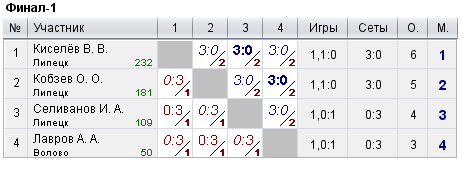 Финал-1
№ Участник 1 2 3 4 Игры Сеты О. М.
1 Киселёв В. В. Липецк 232 3:0/2 3:0/2 3:0/2 1,1:0 3:0 6 1
2 Кобзев О. О. Липецк 181 0:3/1 3:0/2 3:0/2 1,1:0 3:0 5 2
3 Селиванов И. А. Липецк 109 0:3/1 0:3/1 3:0/2 1,0:1 0:3 4 3
4 Лавров А. А. Волово 50 0:3/1 0:3/1 0:3/1 1,0:1 0:3 3 4